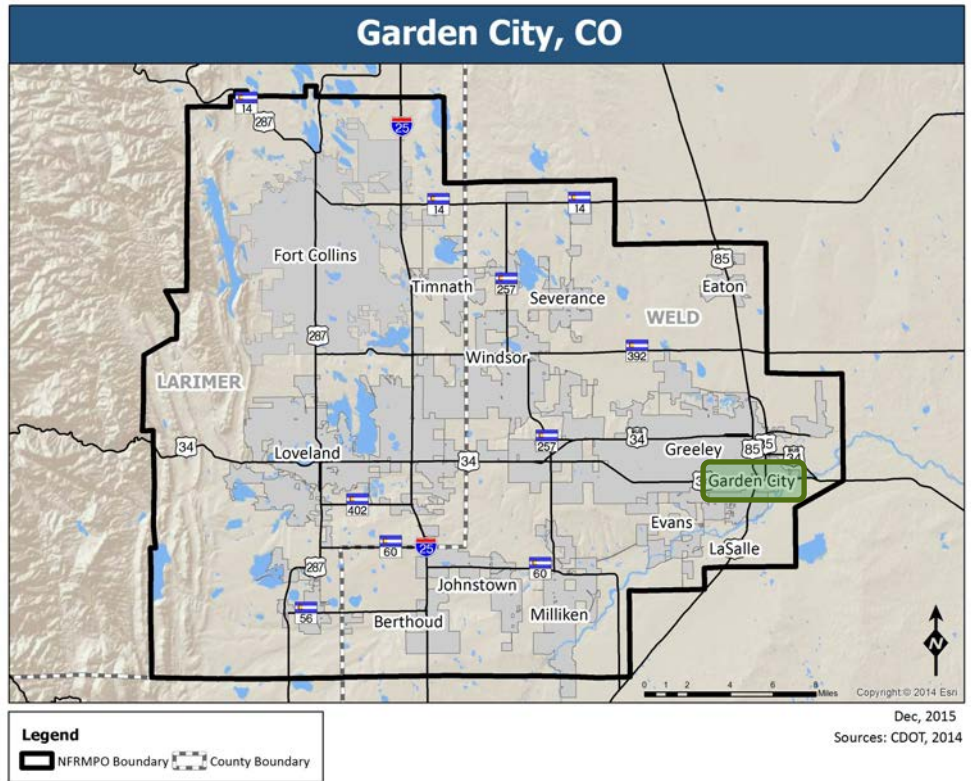 Garden City, CO
14
287
25
14
14
85
Fort Collins
Timnath
257
Severance
Eaton
WELD
287
392
Windsor
LARIMER
34
257
34
85
85
34
Loveland
34
Greeley
3
Garden City
402
Evans
60
25
LaSalle
287
60
Johnstown
56
Berthoud
Milliken
N
0 1 2 4 6 8
Miles
Copyright © 2014 Esri
Dec, 2015
Sources: CDOT, 2014
Legend
NFRMPO Boundary County Boundary